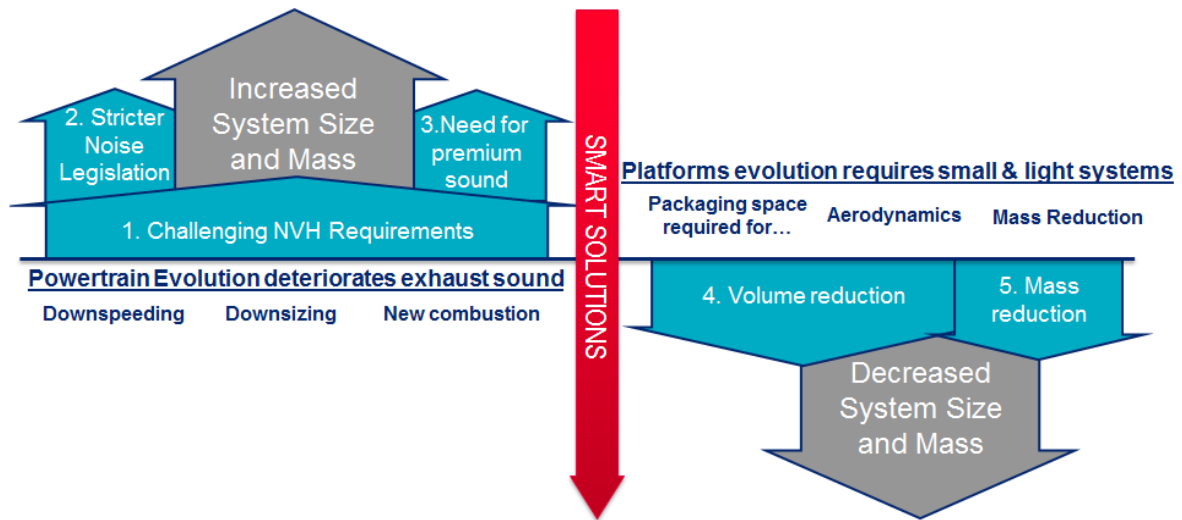 Increased
System Size
and Mass
2. Stricter
Noise
Legislation
3.Need for
premium
sound
1. Challenging NVH Requirements
Powertrain Evolution deteriorates exhaust sound
Downspeeding
Downsizing
New combustion
SMART SOLUTIONS
Platforms evolution requires small & light systems
Packaging space
required for...
Aerodynamics
Mass Reduction
4. Volume reduction
5. Mass
reduction
Decreased
System Size
and Mass